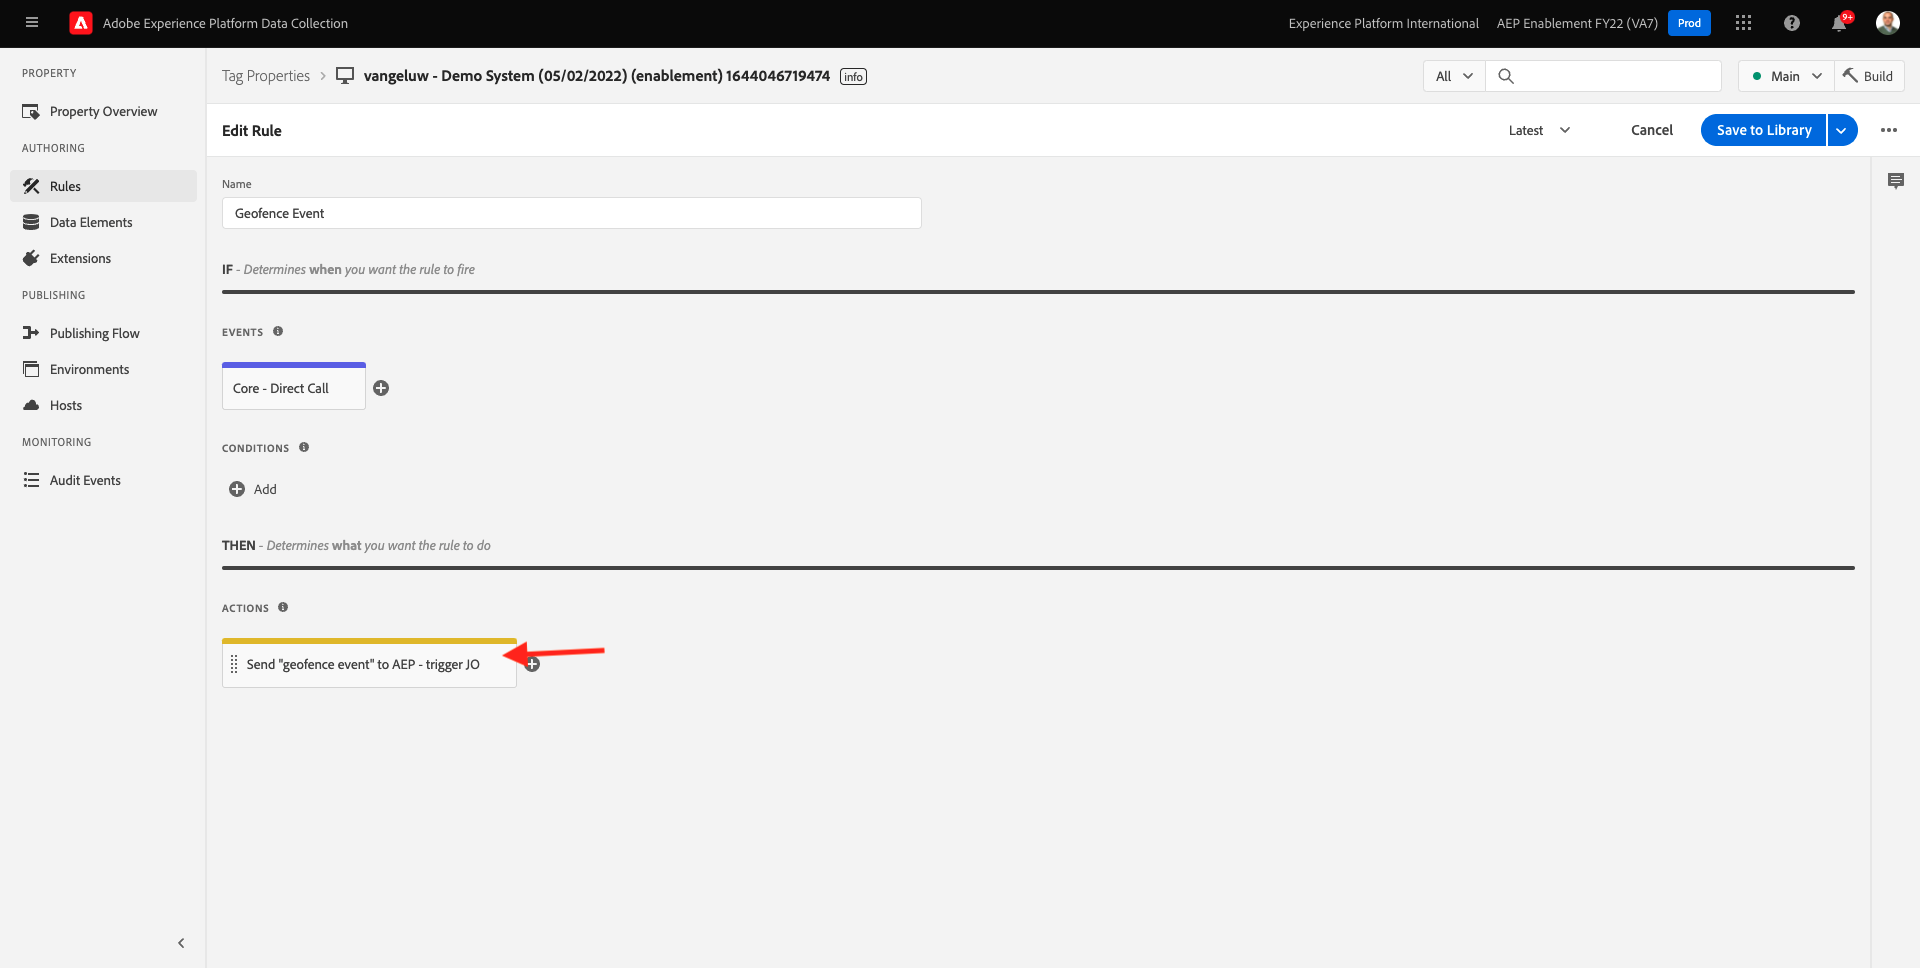 Adobe Experience Platform Data Collection
Experience Platform International
AEP Enablement FY22 (VA7)
Prod
9+
PROPERTY
Property Overview
AUTHORING
Rules
Data Elements
Extensions
PUBLISHING
Publishing Flow
Environments
Hosts
MONITORING
Audit Events
Tag Properties
vangeluw - Demo System (05/02/2022) (enablement) 1644046719474
info
All
Main
Build
Edit Rule
Latest
Cancel
Save to Library
Name
Geofence Event
IF - Determines when you want the rule to fire
EVENTS
Core - Direct Call
CONDITIONS
Add
THEN - Determines what you want the rule to do
ACTIONS
Send "geofence event" to AEP - trigger JO